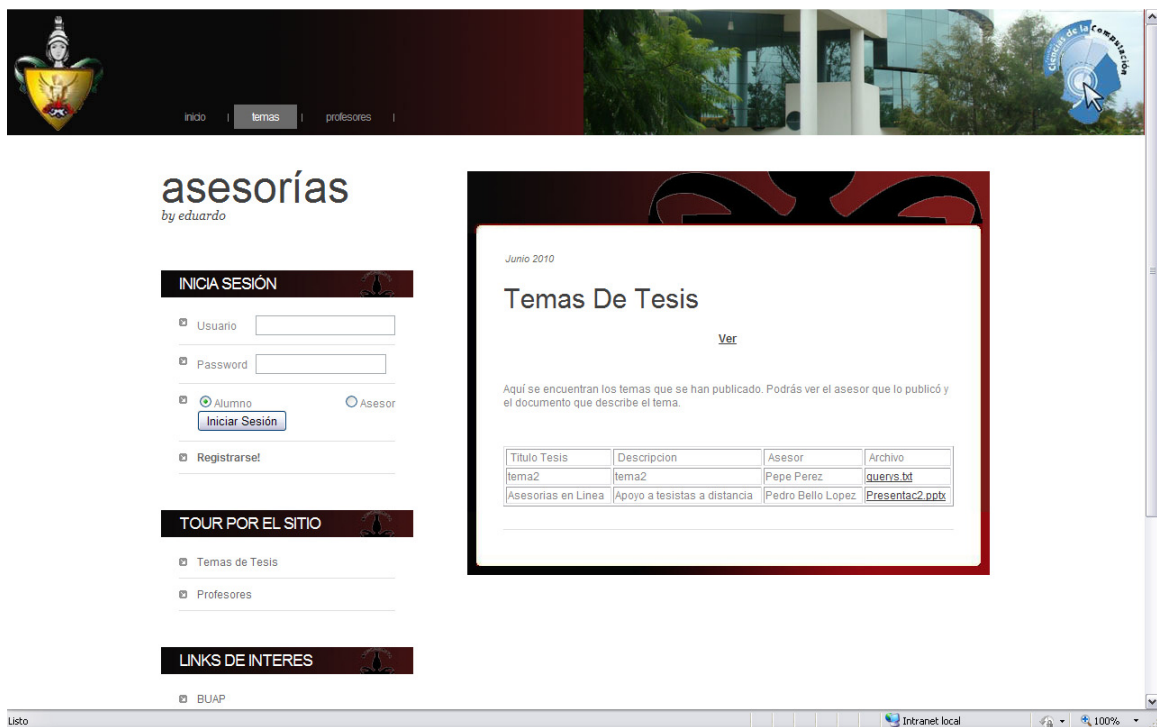 Ciencias de la Computación
inicio | temas | profesores |
asesorías
by eduardo
INICIA SESIÓN
Usuario
Password
Alumno Asesor
Iniciar Sesión
Registrarse!
TOUR POR EL SITIO
Temas de Tesis
Profesores
LINKS DE INTERES
BUAP
Junio 2010
Temas De Tesis
Ver
Aquí se encuentran los temas que se han publicado. Podrás ver el asesor que lo publicó y
el documento que describe el tema.
Titulo Tesis Descripcion Asesor Archivo
tema2 tema2 Pepe Perez querys.txt
Asesorias en Linea Apoyo a tesistas a distancia Pedro Bello Lopez Presentac2.pptx
Listo Intranet local 100%